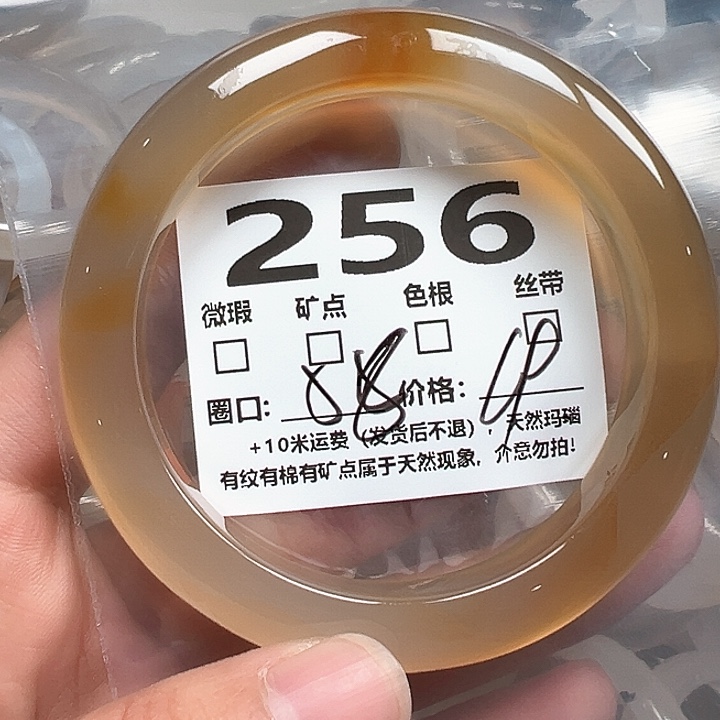 256
微瑕 矿点 色根 丝带
圈口： 价格：
+10米运费（发货后不退），天然玛瑙
有纹有棉有矿点属于天然现象，介意勿拍！